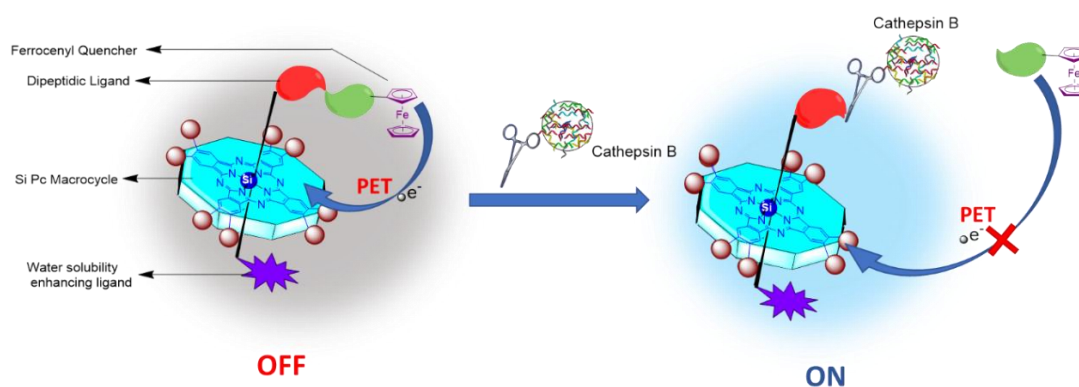 Ferrocenyl Quencher
Dipeptidic Ligand
Si Pc Macrocycle
Water solubility
enhancing ligand
Fe
N
N
N
N
Si
N
N
N
N
PET
e-
OFF
Cathepsin B
Cathepsin B
Fe
N
N
N
N
Si
N
N
N
N
PET
e-
ON